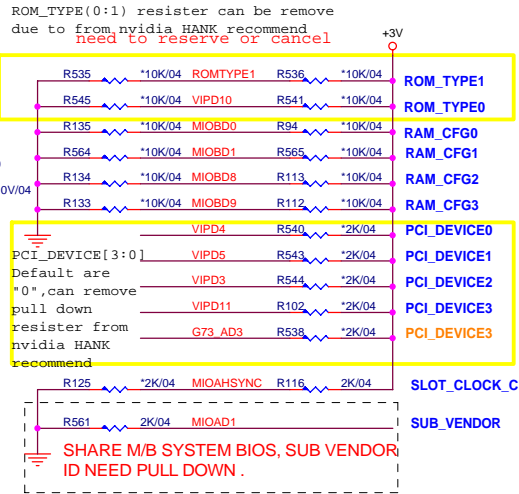 ROM_TYPE(0:1) resister can be remove
due to from nvidia HANK recommend
need to reserve or cancel
+3V
R535 *10K/04 ROMTYPE1 R536 *10K/04 ROM_TYPE1
R545 *10K/04 VIPD10 R541 *10K/04 ROM_TYPE0
R135 *10K/04 MIOBD0 R94 *10K/04 RAM_CFG0
R564 *10K/04 MIOBD1 R565 *10K/04 RAM_CFG1
R134 *10K/04 MIOBD8 R113 *10K/04 RAM_CFG2
0V/04
R133 *10K/04 MIOBD9 R112 *10K/04 RAM_CFG3
VIPD4 R540 *2K/04 PCI_DEVICE0
VIPD5 R543 *2K/04 PCI_DEVICE1
VIPD3 R544 *2K/04 PCI_DEVICE2
VIPD11 R102 *2K/04 PCI_DEVICE3
G73_AD3 R538 *2K/04 PCI_DEVICE3
PCI_DEVICE[3:0]
Default are
"0",can remove
pull down
resister from
nvidia HANK
recommend
R125 *2K/04 MIOAHSYNC R116 2K/04 SLOT_CLOCK_C
R561 2K/04 MIOAD1 SUB_VENDOR
SHARE M/B SYSTEM BIOS, SUB VENDOR
ID NEED PULL DOWN .